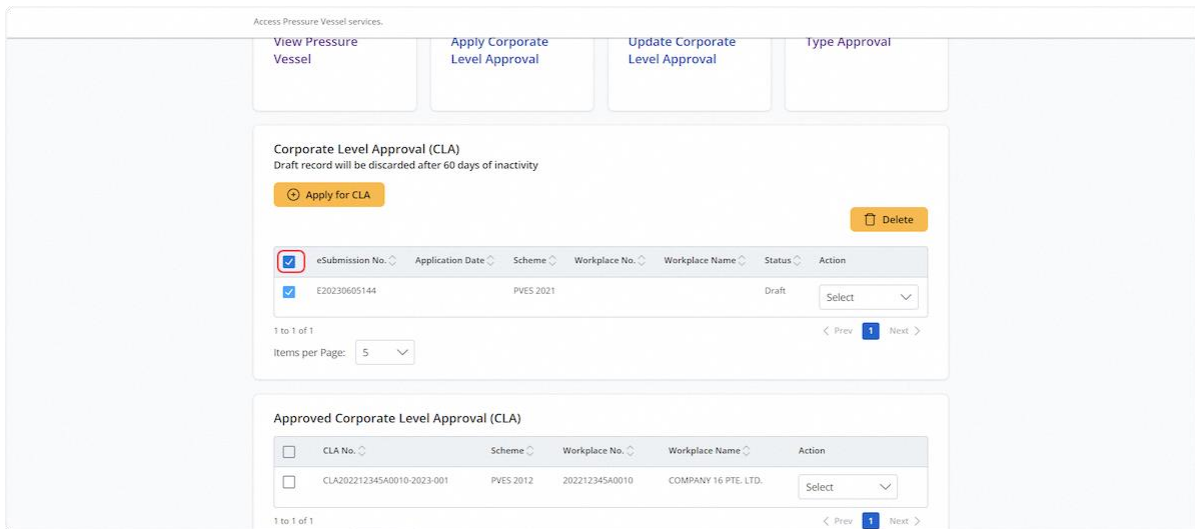 Access Pressure Vessel services.
View Pressure Vessel
Apply Corporate Level Approval
Update Corporate Level Approval
Type Approval
Corporate Level Approval (CLA)
Draft record will be discarded after 60 days of inactivity
Apply for CLA
Delete
eSubmission No. Application Date Scheme Workplace No. Workplace Name Status Action
E20230605144 PVES 2021 Draft Select
1 to 1 of 1 Prev 1 Next
Items per Page: 5
Approved Corporate Level Approval (CLA)
CLA No. Scheme Workplace No. Workplace Name Action
CLA202212345A0010-2023-001 PVES 2012 202212345A0010 COMPANY 16 PTE. LTD. Select
1 to 1 of 1 Prev 1 Next